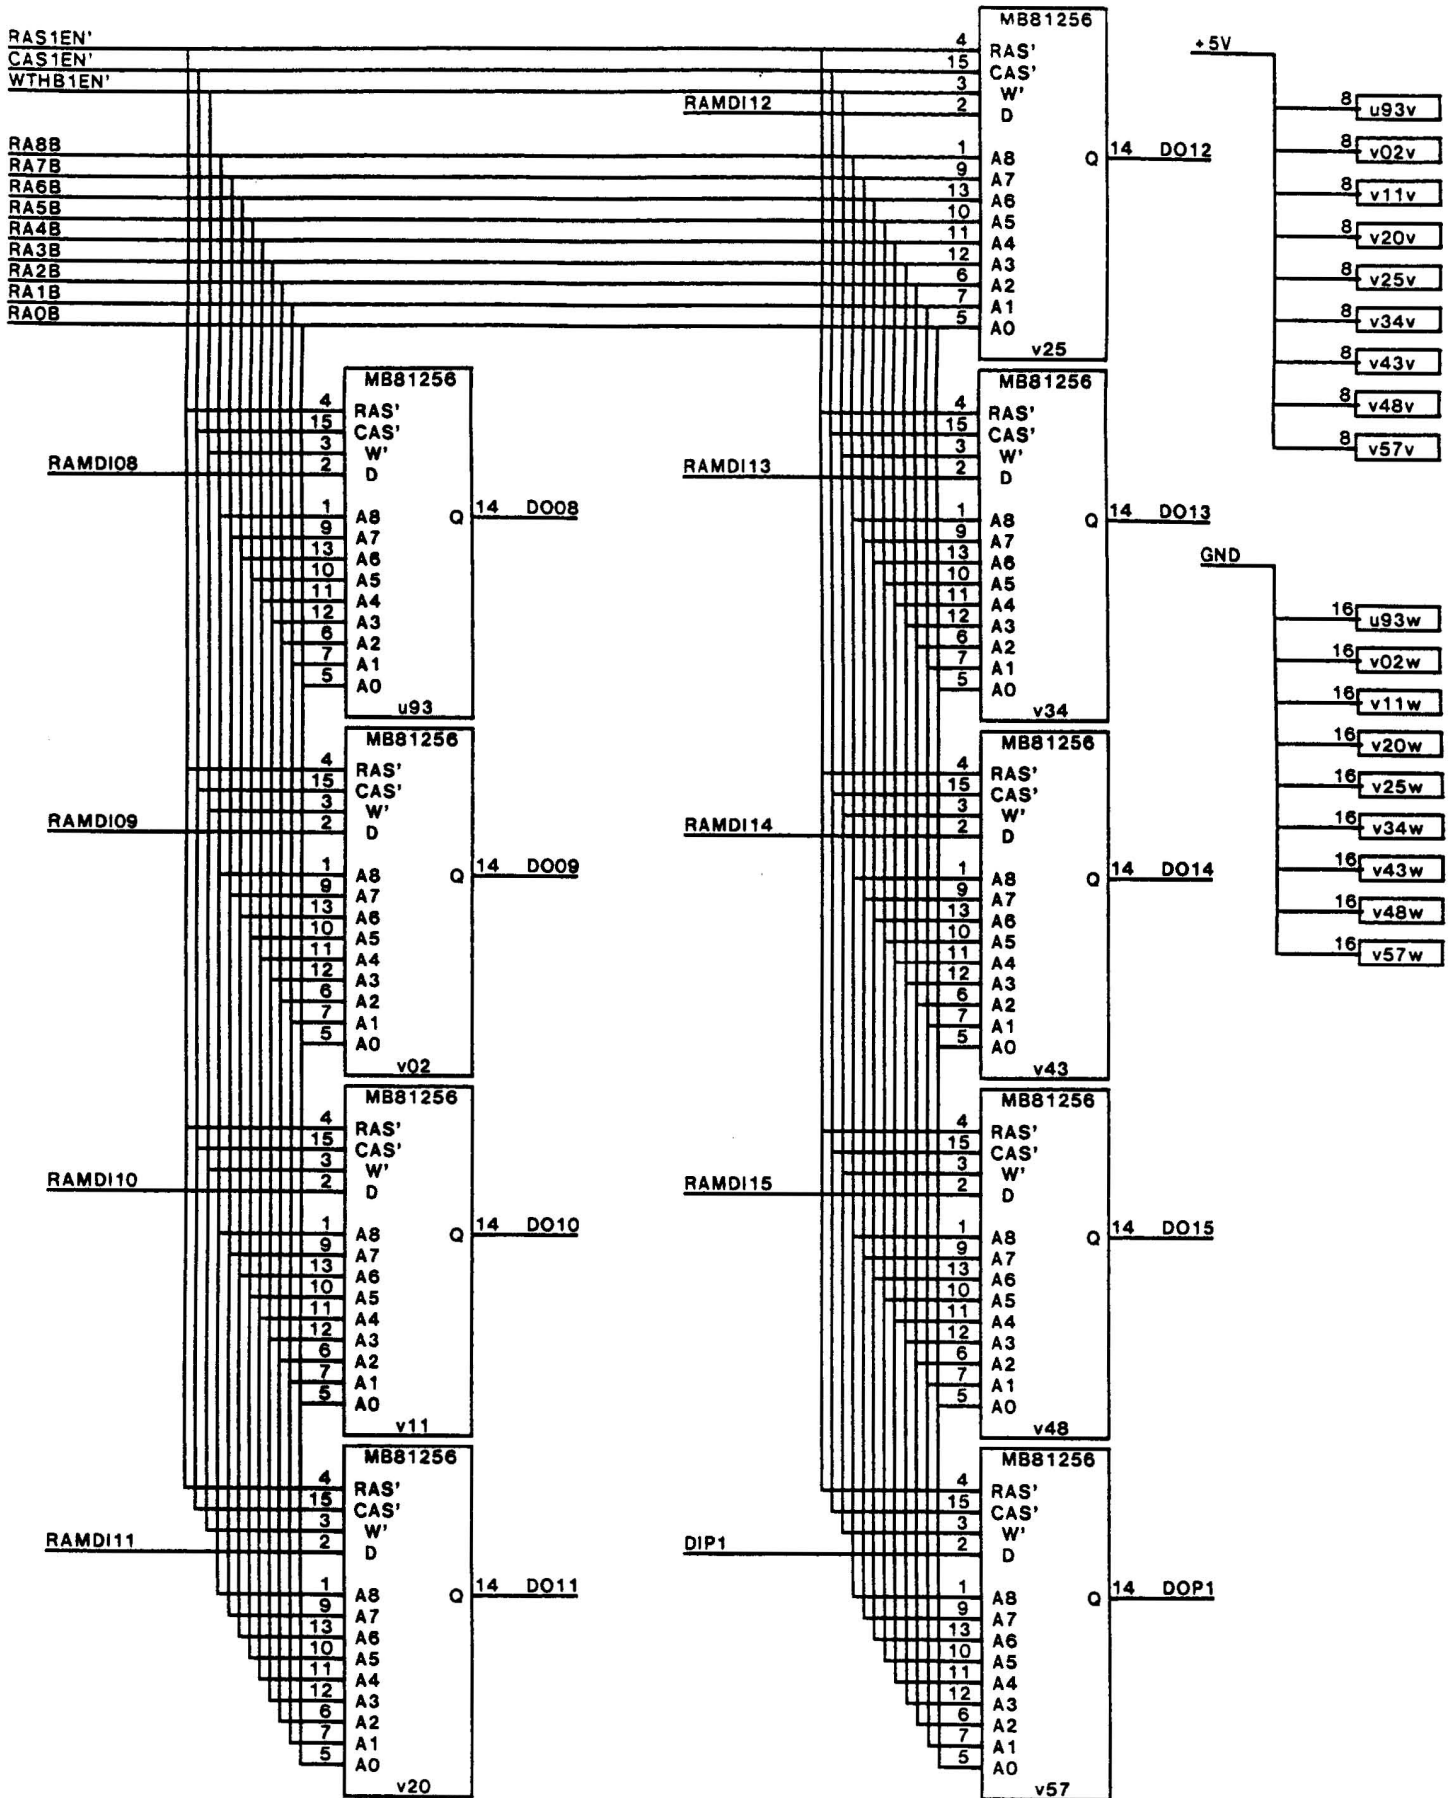 RAS1EN'
CAS1EN'
WTHB1EN'
RA8B
RA7B
RA6B
RA5B
RA4B
RA3B
RA2B
RA1B
RA0B
MB81256
4 RAS'
15 CAS'
3 W'
RAMDI12 2 D
1 A8 Q 14 DO12
9 A7
13 A6
10 A5
11 A4
12 A3
6 A2
7 A1
5 A0
v25
MB81256
4 RAS'
15 CAS'
3 W'
RAMDI08 2 D
1 A8 Q 14 DO08
9 A7
13 A6
10 A5
11 A4
12 A3
6 A2
7 A1
5 A0
u93
MB81256
4 RAS'
15 CAS'
3 W'
RAMDI09 2 D
1 A8 Q 14 DO09
9 A7
13 A6
10 A5
11 A4
12 A3
6 A2
7 A1
5 A0
v02
MB81256
4 RAS'
15 CAS'
3 W'
RAMDI10 2 D
1 A8 Q 14 DO10
9 A7
13 A6
10 A5
11 A4
12 A3
6 A2
7 A1
5 A0
v11
MB81256
4 RAS'
15 CAS'
3 W'
RAMDI11 2 D
1 A8 Q 14 DO11
9 A7
13 A6
10 A5
11 A4
12 A3
6 A2
7 A1
5 A0
v20
MB81256
4 RAS'
15 CAS'
3 W'
RAMDI13 2 D
1 A8 Q 14 DO13
9 A7
13 A6
10 A5
11 A4
12 A3
6 A2
7 A1
5 A0
v34
MB81256
4 RAS'
15 CAS'
3 W'
RAMDI14 2 D
1 A8 Q 14 DO14
9 A7
13 A6
10 A5
11 A4
12 A3
6 A2
7 A1
5 A0
v43
MB81256
4 RAS'
15 CAS'
3 W'
RAMDI15 2 D
1 A8 Q 14 DO15
9 A7
13 A6
10 A5
11 A4
12 A3
6 A2
7 A1
5 A0
v48
MB81256
4 RAS'
15 CAS'
3 W'
DIP1 2 D
1 A8 Q 14 DOP1
9 A7
13 A6
10 A5
11 A4
12 A3
6 A2
7 A1
5 A0
v57
+5V
8 u93v
8 v02v
8 v11v
8 v20v
8 v25v
8 v34v
8 v43v
8 v48v
8 v57v
GND
16 u93w
16 v02w
16 v11w
16 v20w
16 v25w
16 v34w
16 v43w
16 v48w
16 v57w